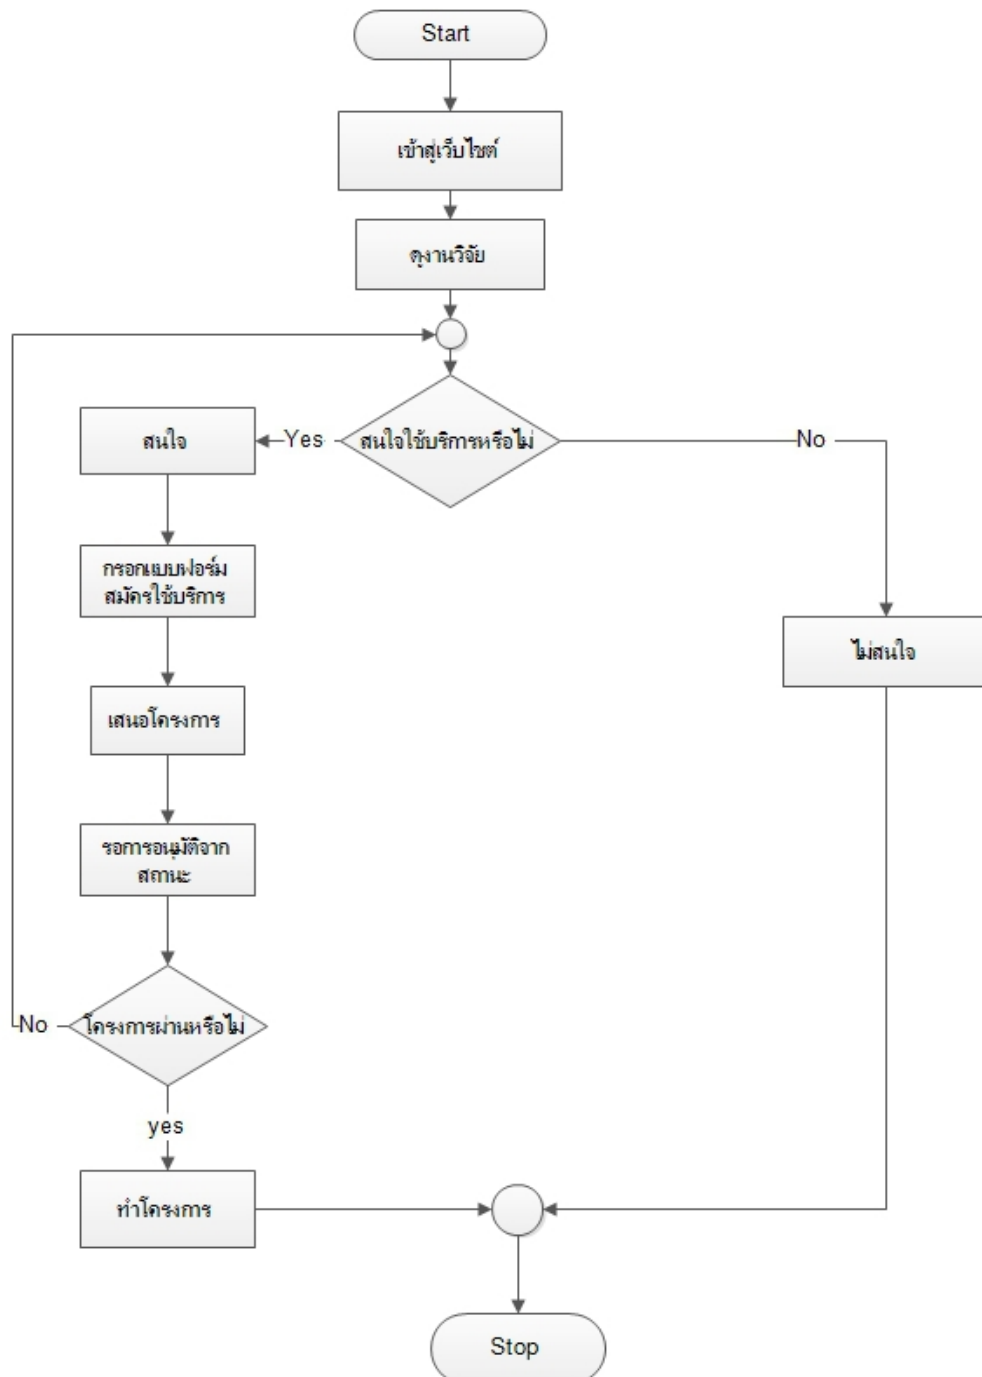 Start
เข้าสู่เว็บไซต์
ดูงานวิจัย
สนใจ
Yes
สนใจใช้บริการหรือไม่
No
กรอกแบบฟอร์ม
สมัครใช้บริการ
ไม่สนใจ
เสนอโครงการ
รอการอนุมัติจาก
สถานะ
No
โครงการผ่านหรือไม่
yes
ทำโครงการ
Stop